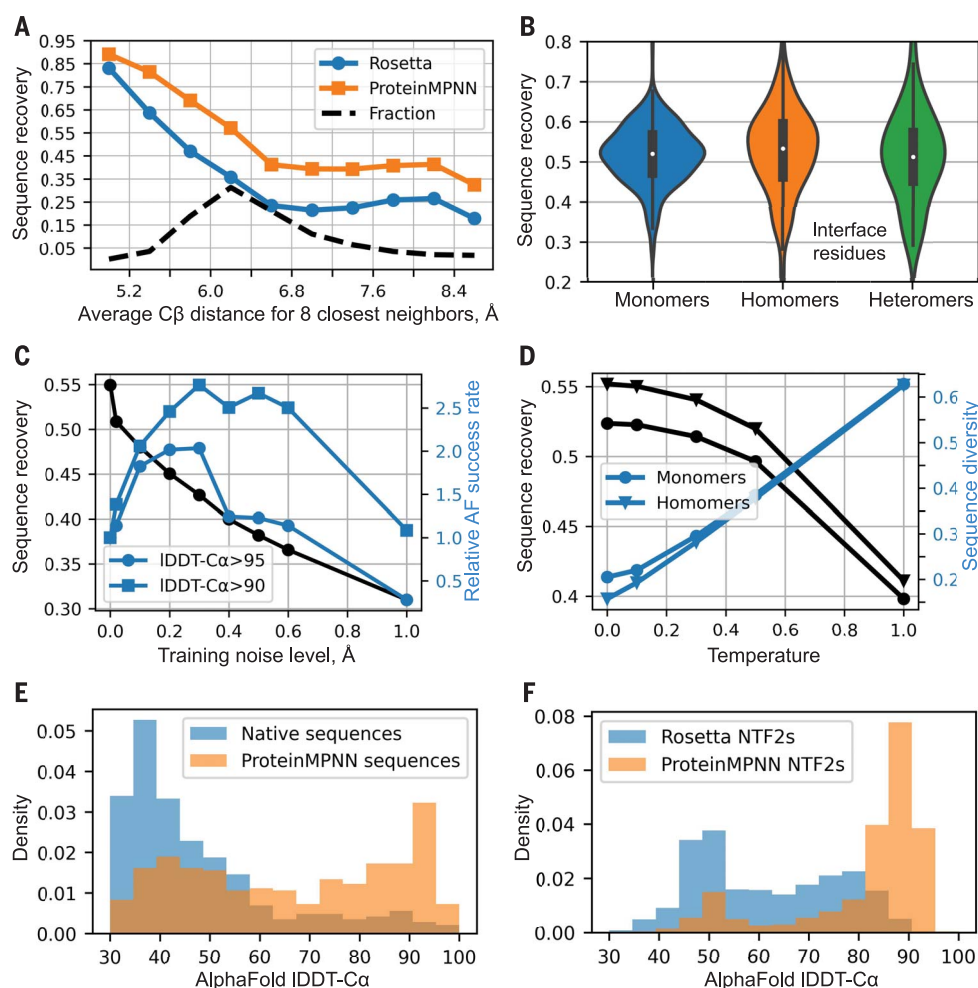 A
Sequence recovery
0.95
0.85
0.75
0.65
0.55
0.45
0.35
0.25
0.15
0.05
Rosetta
ProteinMPNN
Fraction
5.2 6.0 6.8 7.6 8.4
Average Cβ distance for 8 closest neighbors, Å
B
Sequence recovery
0.8
0.7
0.6
0.5
0.4
0.3
0.2
Interface
residues
Monomers Homomers Heteromers
C
Sequence recovery
0.55
0.50
0.45
0.40
0.35
0.30
lDDT-Cα>95
lDDT-Cα>90
2.5
2.0
1.5
1.0
0.5
Relative AF success rate
0.0 0.2 0.4 0.6 0.8 1.0
Training noise level, Å
D
Sequence recovery
0.55
0.5
0.45
0.4
Monomers
Homomers
0.6
0.5
0.4
0.3
0.2
Sequence diversity
0.0 0.2 0.4 0.6 0.8 1.0
Temperature
E
Density
0.05
0.04
0.03
0.02
0.01
0.00
Native sequences
ProteinMPNN sequences
30 40 50 60 70 80 90 100
AlphaFold lDDT-Cα
F
Density
0.08
0.06
0.04
0.02
0.00
Rosetta NTF2s
ProteinMPNN NTF2s
30 40 50 60 70 80 90 100
AlphaFold lDDT-Cα